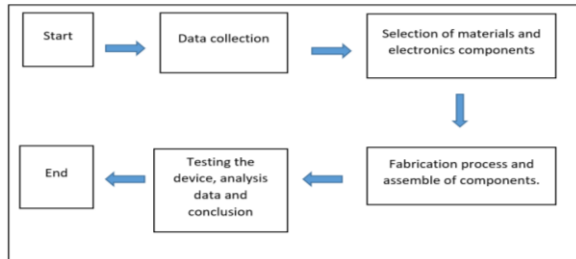 Start
Data collection
Selection of materials and
electronics components
Fabrication process and
assemble of components.
Testing the
device, analysis
data and
conclusion
End